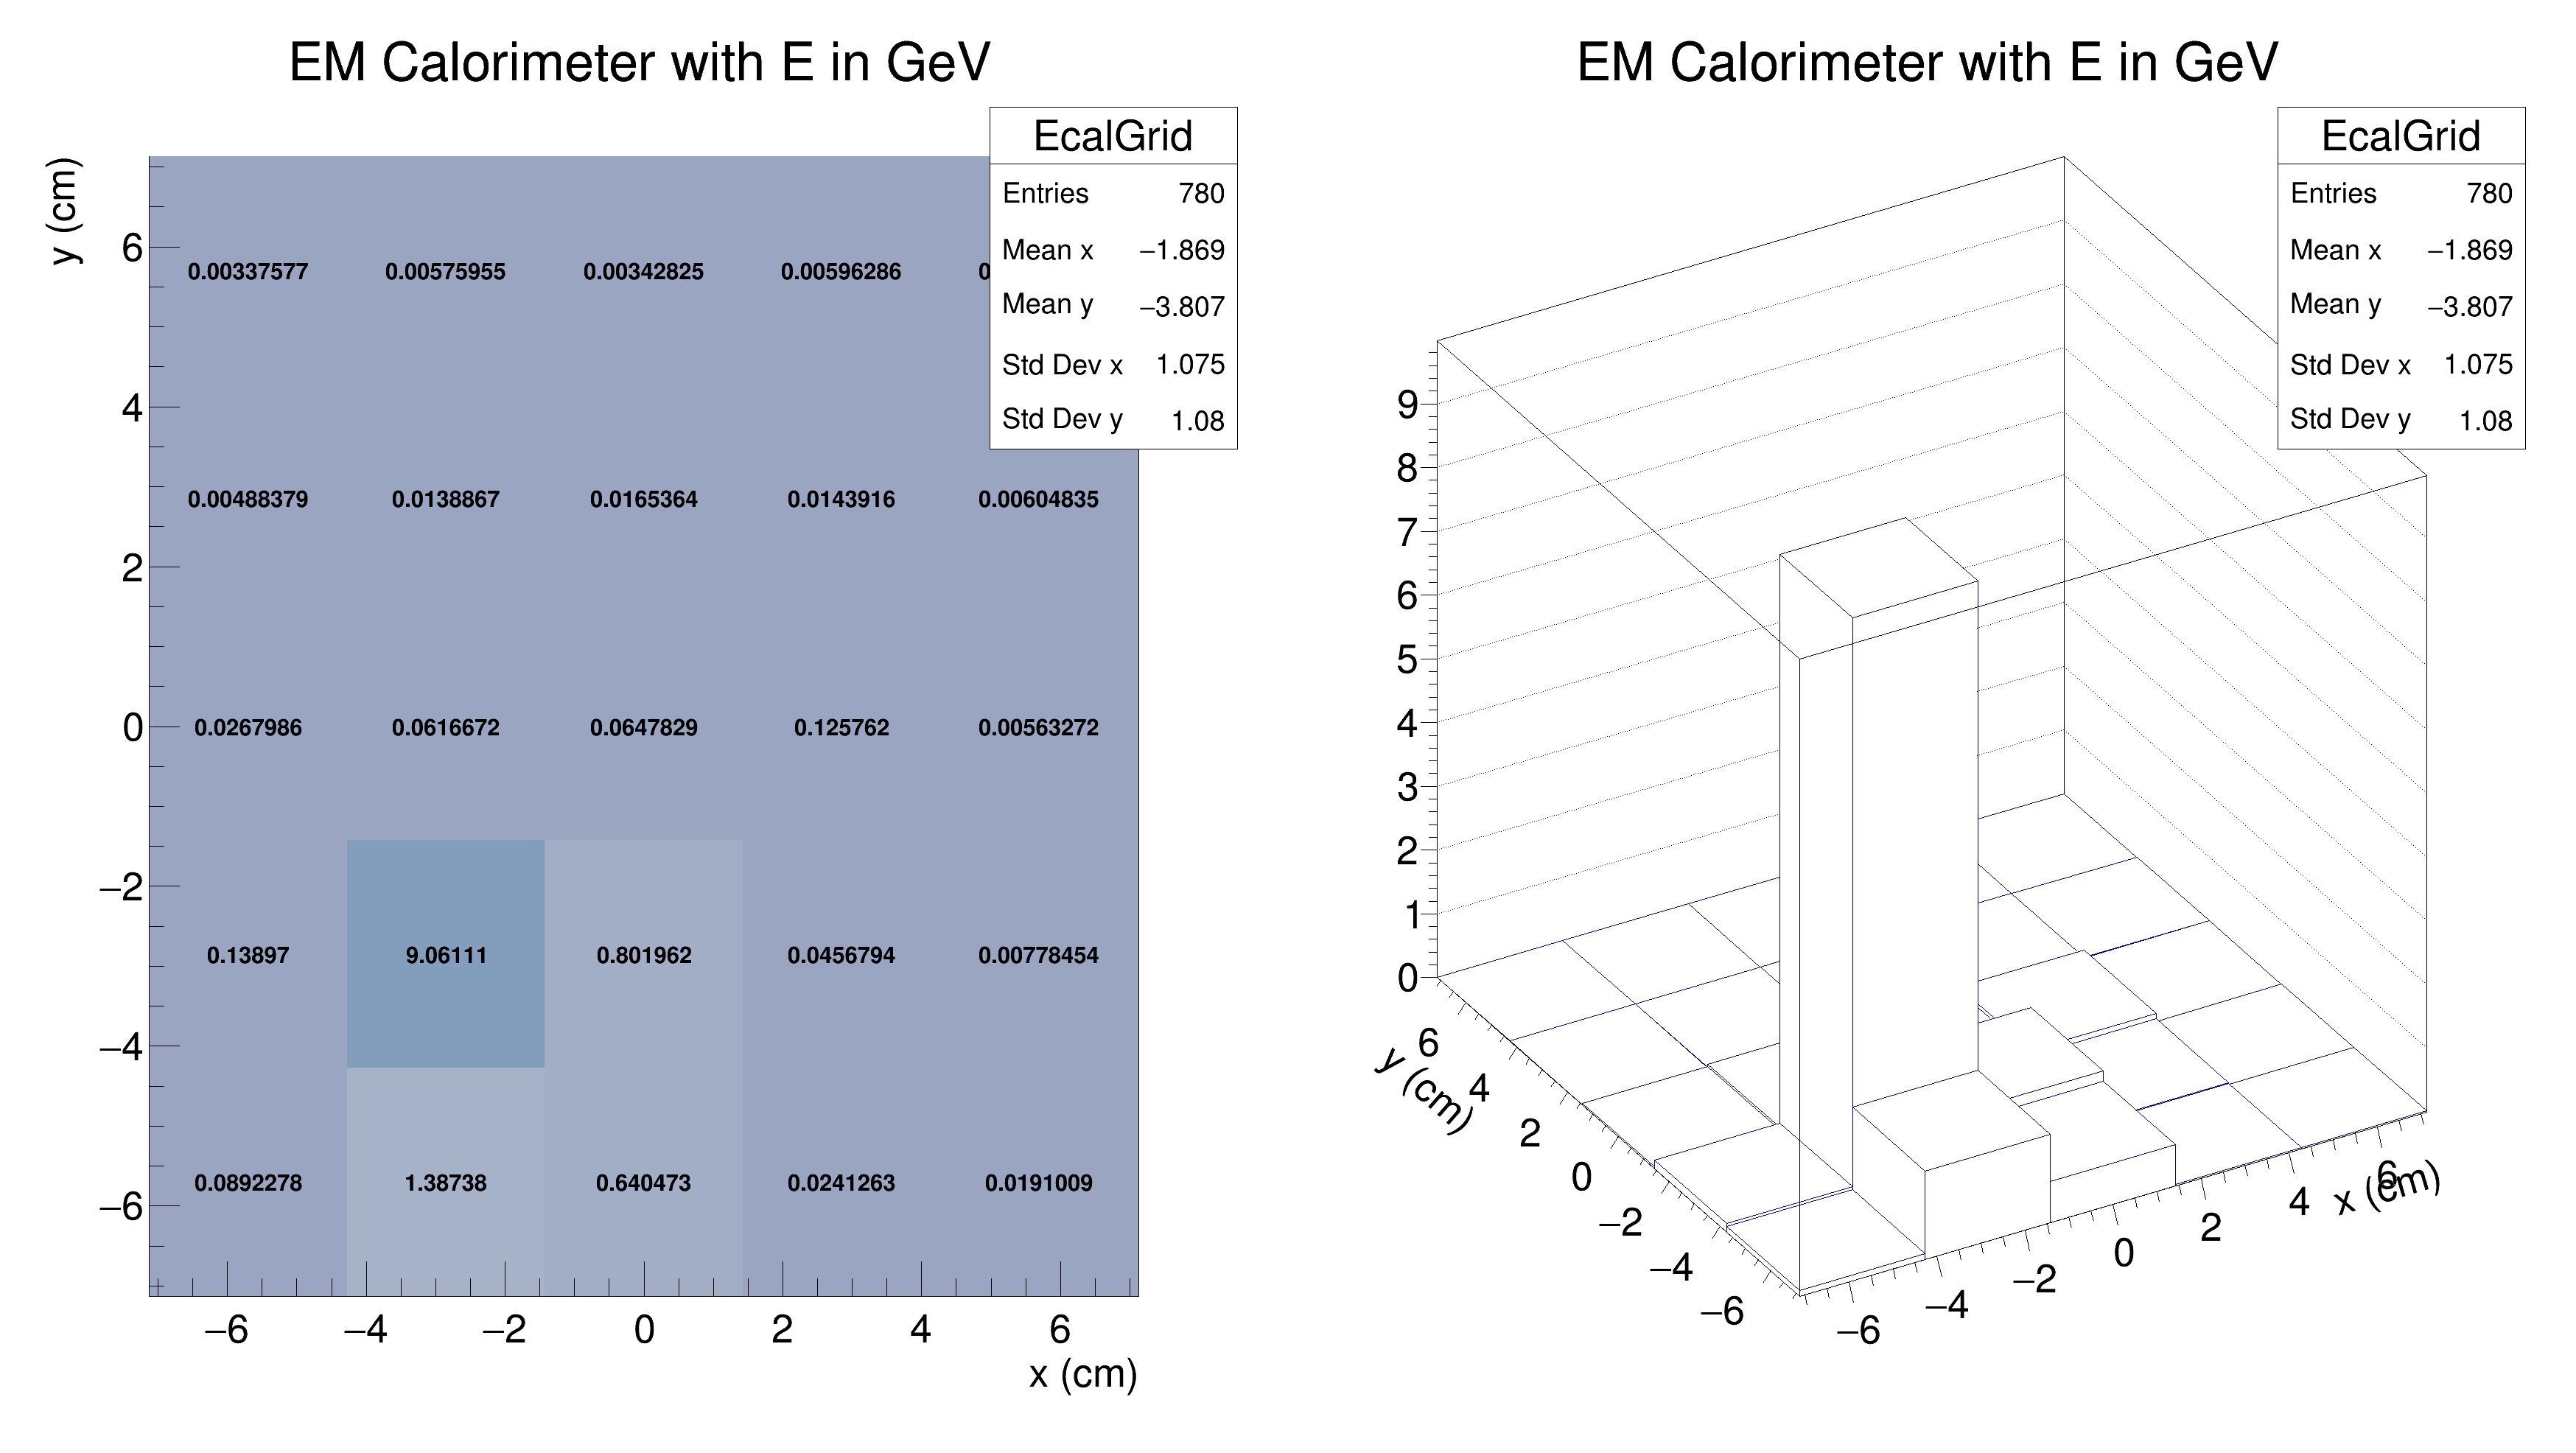 EM Calorimeter with E in GeV
y (cm)
EcalGrid
Entries 780
Mean x −1.869
Mean y −3.807
Std Dev x 1.075
Std Dev y 1.08
6
4
2
0
−2
−4
−6
0.00337577 0.00575955 0.00342825 0.00596286
0.00488379 0.0138867 0.0165364 0.0143916 0.00604835
0.0267986 0.0616672 0.0647829 0.125762 0.00563272
0.13897 9.06111 0.801962 0.0456794 0.00778454
0.0892278 1.38738 0.640473 0.0241263 0.0191009
−6 −4 −2 0 2 4 6
x (cm)
EM Calorimeter with E in GeV
EcalGrid
Entries 780
Mean x −1.869
Mean y −3.807
Std Dev x 1.075
Std Dev y 1.08
9
8
7
6
5
4
3
2
1
0
y (cm)
6
4
2
0
−2
−4
−6
−6 −4 −2 0 2 4 6
x (cm)